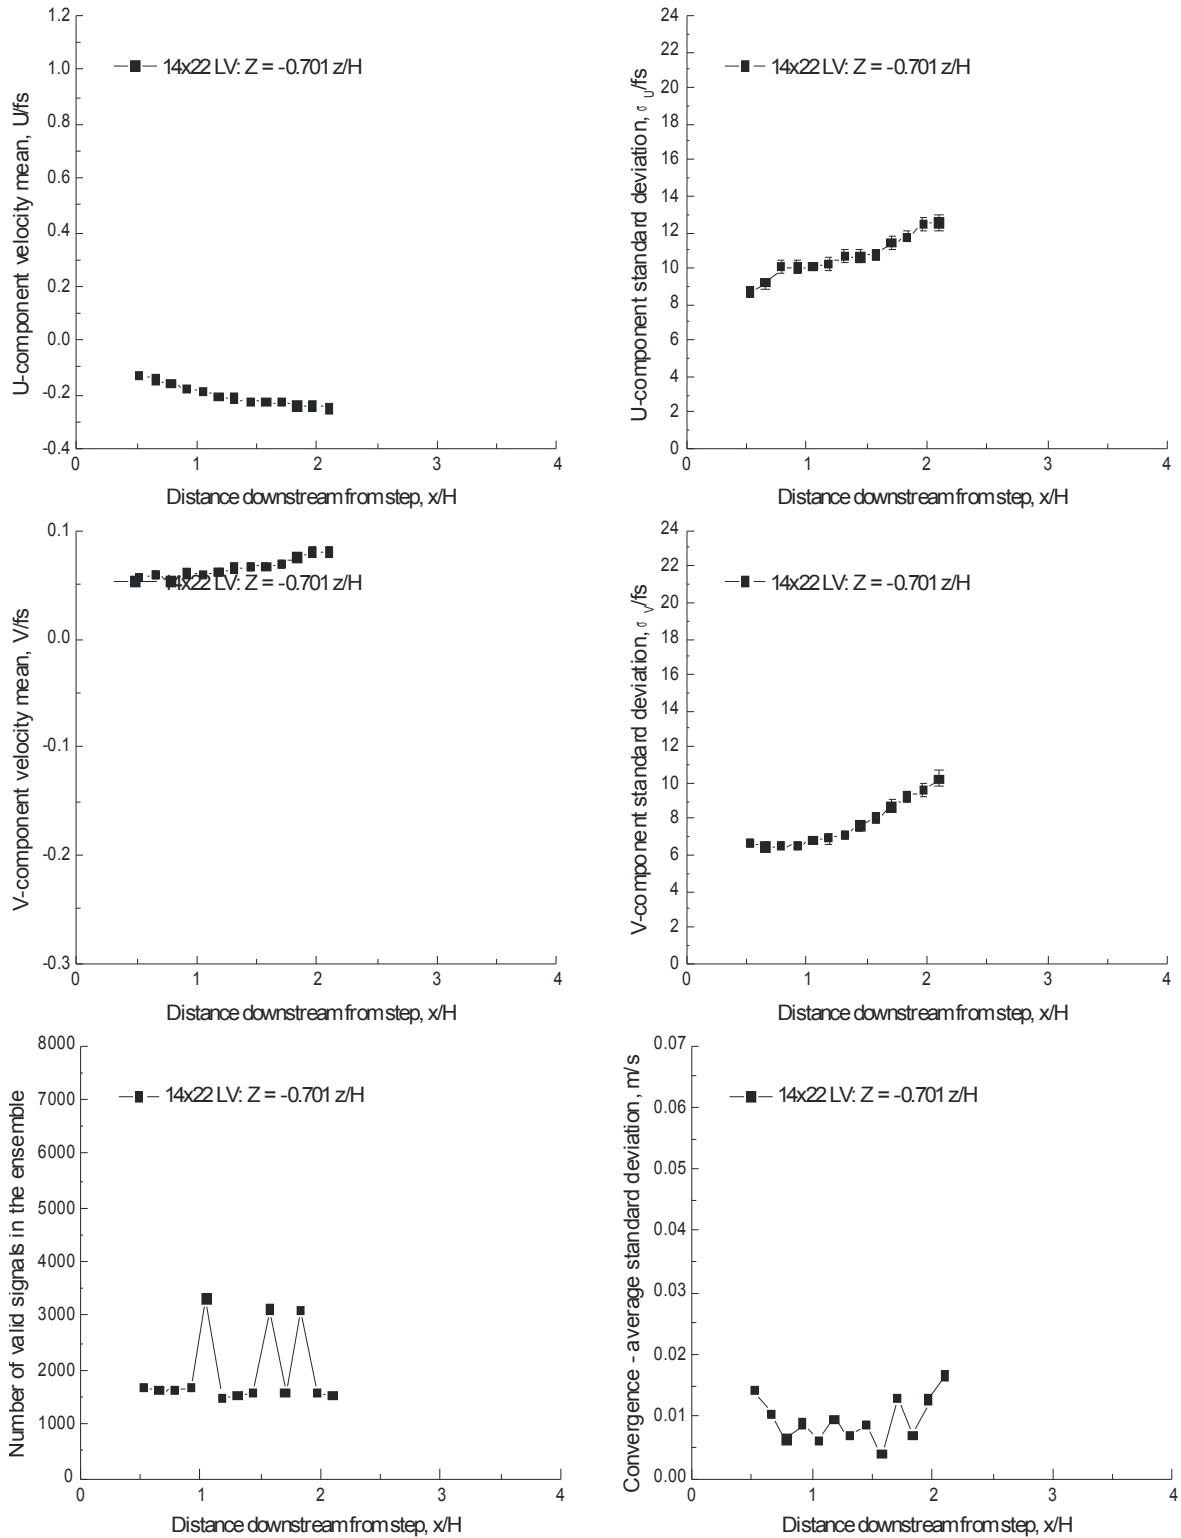 1.2
1.0
0.8
0.6
0.4
0.2
0.0
-0.2
-0.4
0 1 2 3 4
U-component velocity mean, U/fs
14x22 LV: Z = -0.701 z/H
Distance downstream from step, x/H
24
22
20
18
16
14
12
10
8
6
4
2
0
0 1 2 3 4
U-component standard deviation, σU/fs
14x22 LV: Z = -0.701 z/H
Distance downstream from step, x/H
0.1
0.0
-0.1
-0.2
-0.3
0 1 2 3 4
V-component velocity mean, V/fs
14x22 LV: Z = -0.701 z/H
Distance downstream from step, x/H
24
22
20
18
16
14
12
10
8
6
4
2
0
0 1 2 3 4
V-component standard deviation, σV/fs
14x22 LV: Z = -0.701 z/H
Distance downstream from step, x/H
8000
7000
6000
5000
4000
3000
2000
1000
0
0 1 2 3 4
Number of valid signals in the ensemble
14x22 LV: Z = -0.701 z/H
Distance downstream from step, x/H
0.07
0.06
0.05
0.04
0.03
0.02
0.01
0.00
0 1 2 3 4
Convergence - average standard deviation, m/s
14x22 LV: Z = -0.701 z/H
Distance downstream from step, x/H